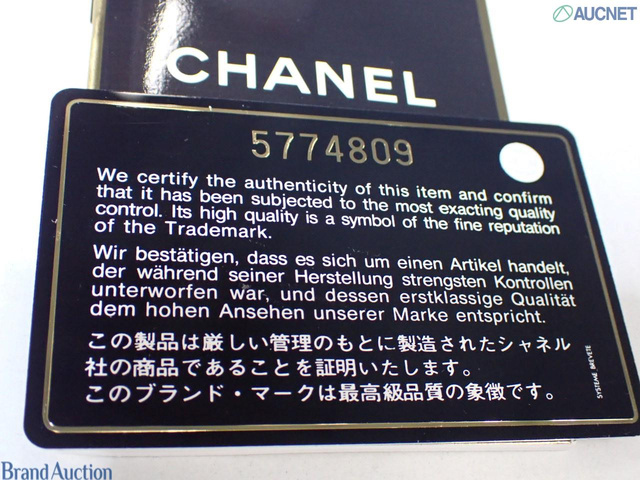 AUCNET
CHANEL
5774809
We certify the authenticity of this item and confirm
that it has been subjected to the most exacting quality
control. Its high quality is a symbol of the fine reputation
of the Trademark.
Wir bestätigen, dass es sich um einen Artikel handelt,
der während seiner Herstellung strengsten Kontrollen
unterworfen war, und dessen erstklassige Qualität
dem hohen Ansehen unserer Marke entspricht.
この製品は厳しい管理のもとに製造されたシャネル
社の商品であることを証明いたします。
このブランド・マークは最高級品質の象徴です。
SYSTEME BREVETE
Brand Auction